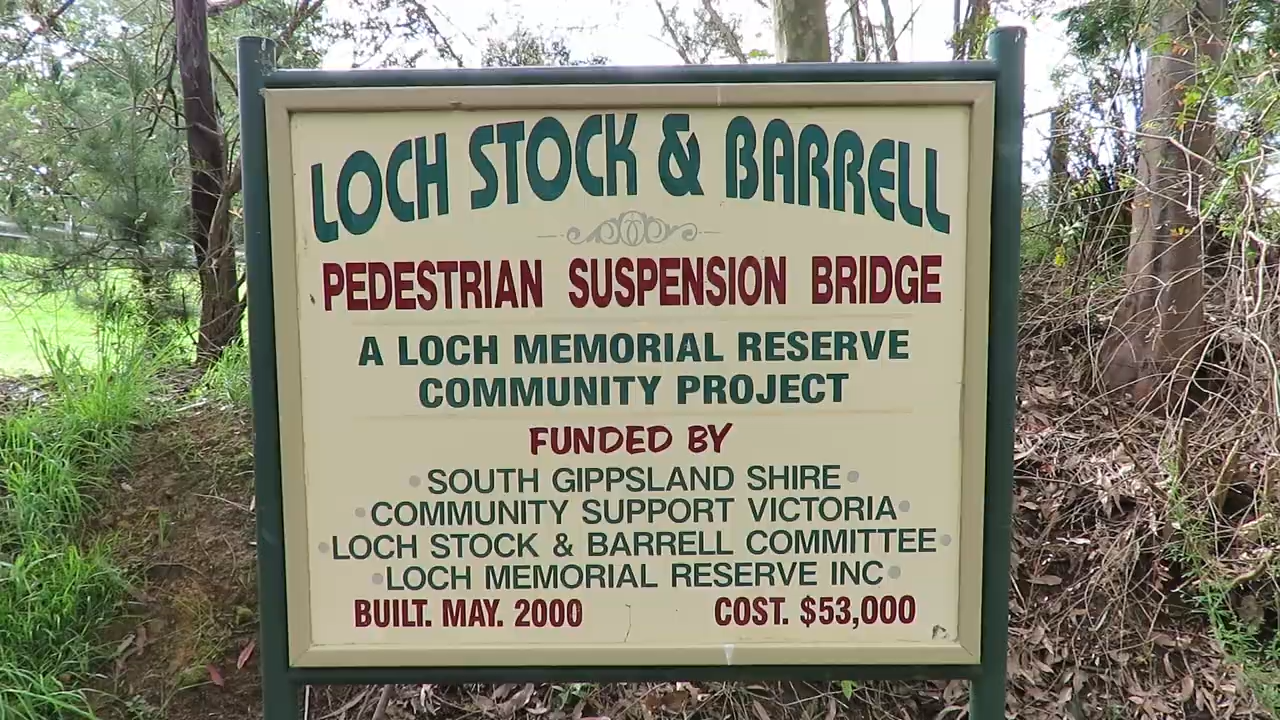 LOCH STOCK & BARRELL
PEDESTRIAN SUSPENSION BRIDGE
A LOCH MEMORIAL RESERVE
COMMUNITY PROJECT
FUNDED BY
• SOUTH GIPPSLAND SHIRE •
• COMMUNITY SUPPORT VICTORIA •
• LOCH STOCK & BARRELL COMMITTEE •
• LOCH MEMORIAL RESERVE INC •
BUILT. MAY. 2000 COST. $53,000